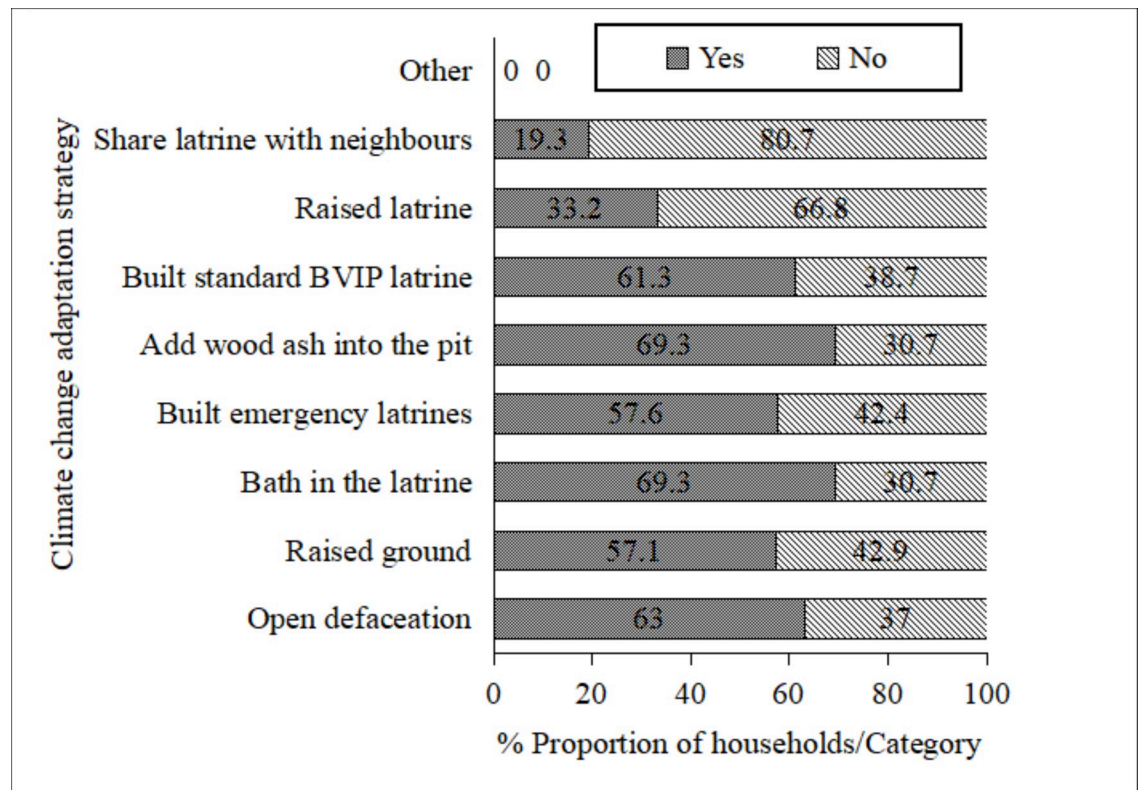 Yes No
Other 0 0
Share latrine with neighbours 19.3 80.7
Raised latrine 33.2 66.8
Built standard BVIP latrine 61.3 38.7
Add wood ash into the pit 69.3 30.7
Built emergency latrines 57.6 42.4
Bath in the latrine 69.3 30.7
Raised ground 57.1 42.9
Open defaceation 63 37
Climate change adaptation strategy
0 20 40 60 80 100
% Proportion of households/Category